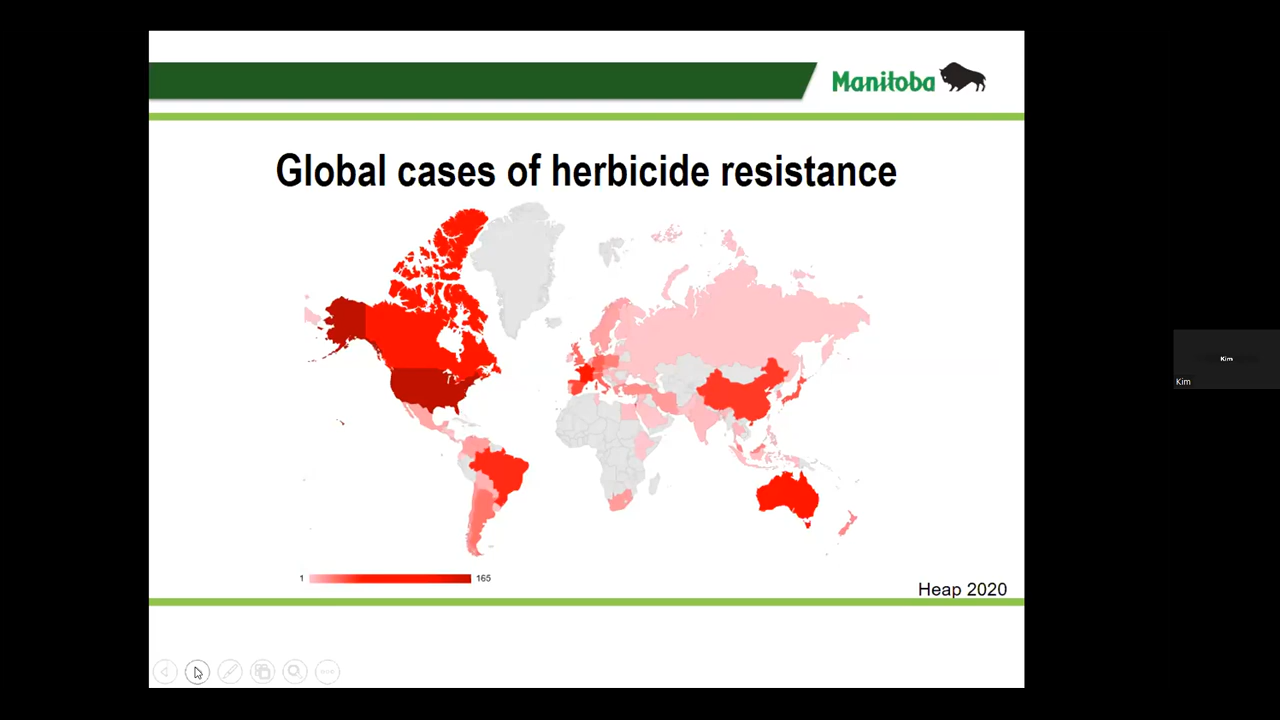 Manitoba
Global cases of herbicide resistance
1
165
Heap 2020
Kim
Kim